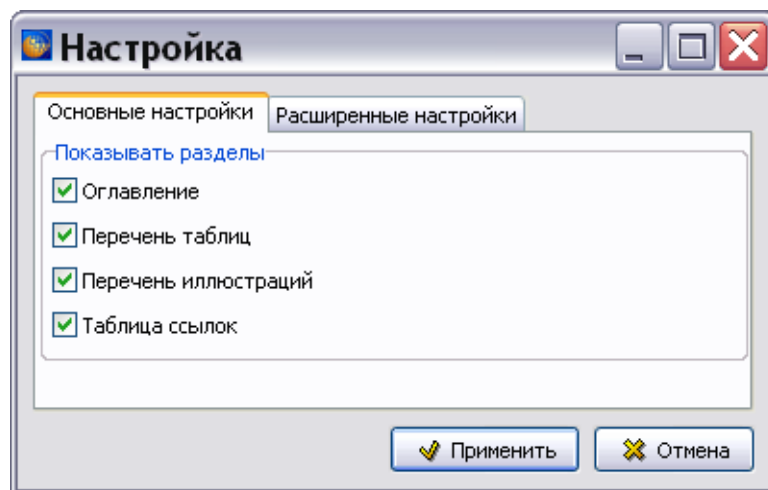 Настройка
Основные настройки
Расширенные настройки
Показывать разделы
Оглавление
Перечень таблиц
Перечень иллюстраций
Таблица ссылок
Применить
Отмена